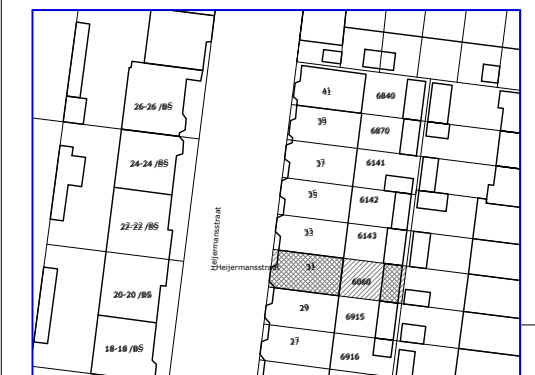 41
6840
26-26 /BS
39
6870
24-24 /BS
37
6141
35
6142
22-22 /BS
33
6143
Heijermansstraat
Heijermansstraat
31
6060
20-20 /BS
29
6915
18-18 /BS
27
6916